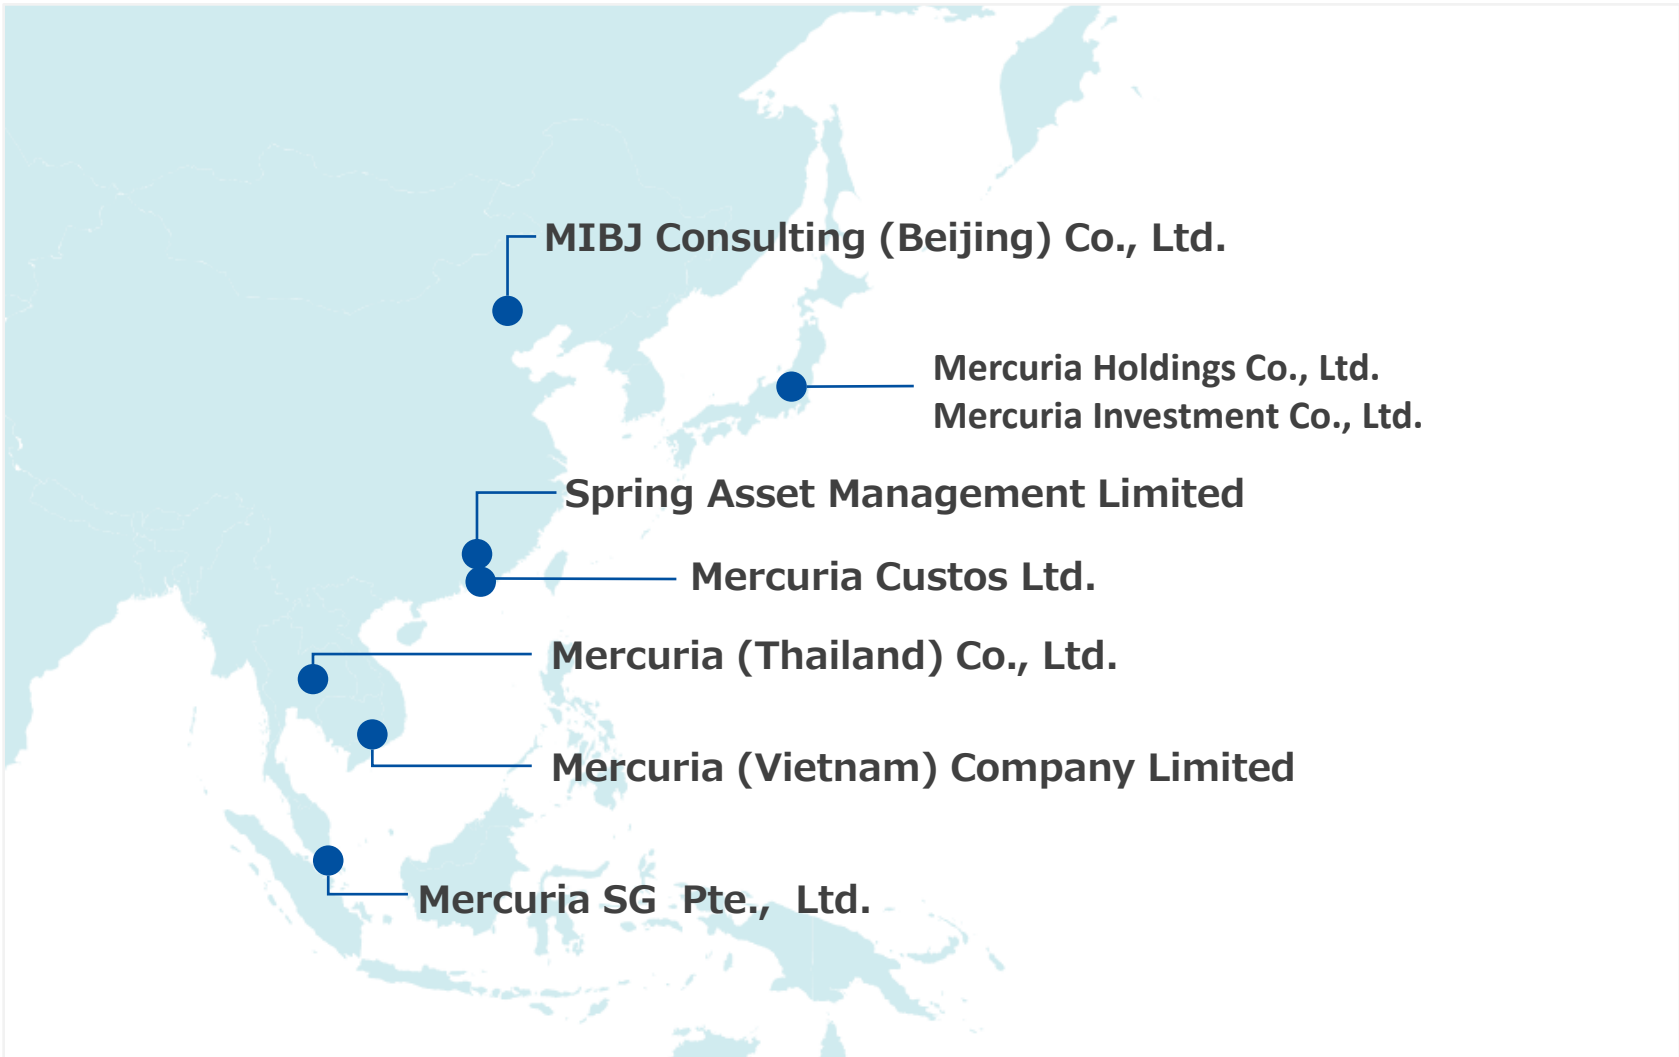 MIBJ Consulting (Beijing) Co., Ltd.
Mercuria Holdings Co., Ltd.
Mercuria Investment Co., Ltd.
Spring Asset Management Limited
Mercuria Custos Ltd.
Mercuria (Thailand) Co., Ltd.
Mercuria (Vietnam) Company Limited
Mercuria SG  Pte.,  Ltd.